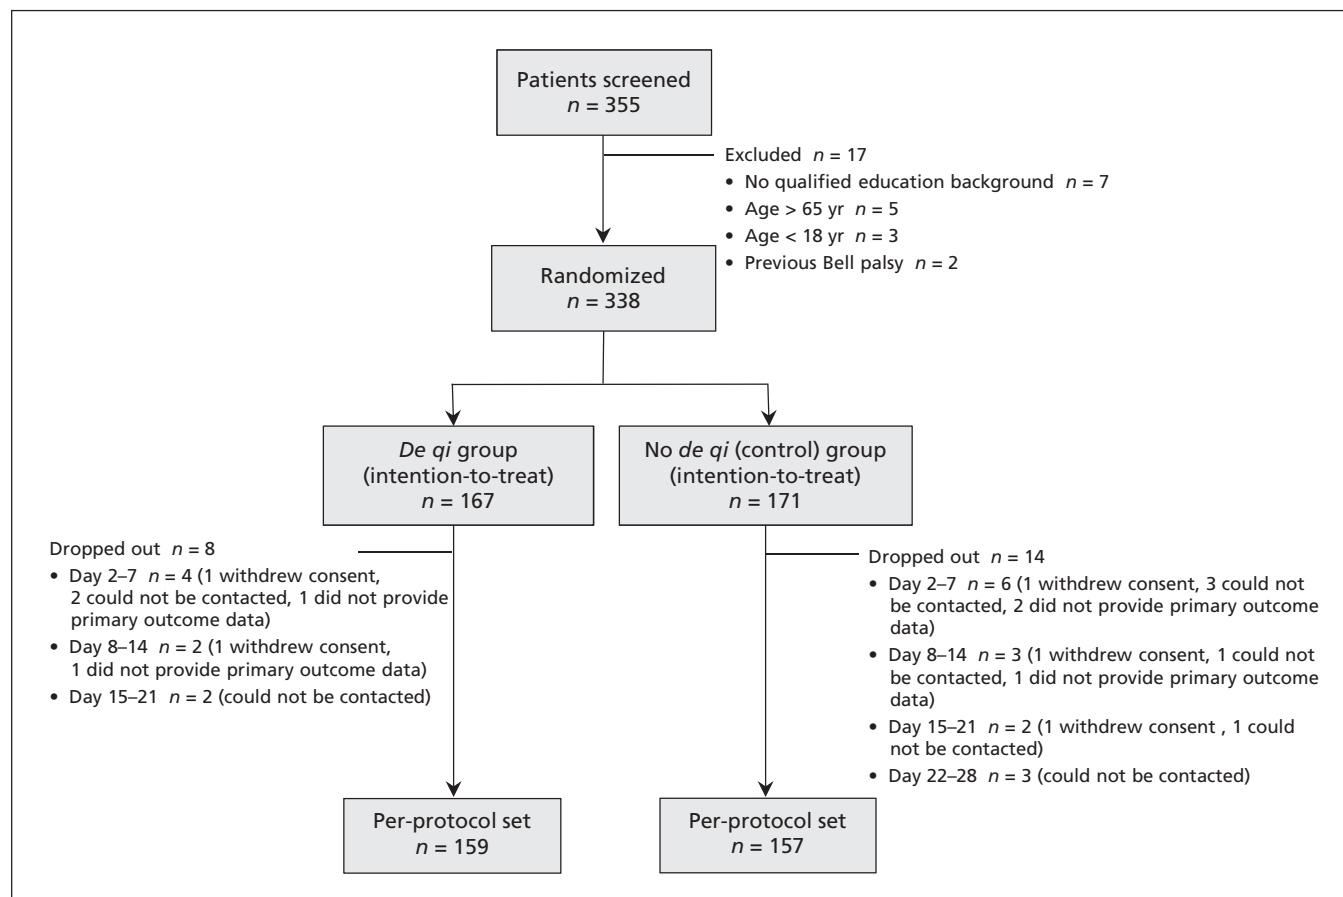 Patients screened
n = 355
Excluded n = 17
• No qualified education background n = 7
• Age > 65 yr n = 5
• Age < 18 yr n = 3
• Previous Bell palsy n = 2
Randomized
n = 338
De qi group
(intention-to-treat)
n = 167
No de qi (control) group
(intention-to-treat)
n = 171
Dropped out n = 8
• Day 2–7 n = 4 (1 withdrew consent,
2 could not be contacted, 1 did not provide
primary outcome data)
• Day 8–14 n = 2 (1 withdrew consent,
1 did not provide primary outcome data)
• Day 15–21 n = 2 (could not be contacted)
Dropped out n = 14
• Day 2–7 n = 6 (1 withdrew consent, 3 could not
be contacted, 2 did not provide primary outcome
data)
• Day 8–14 n = 3 (1 withdrew consent, 1 could not
be contacted, 1 did not provide primary outcome
data)
• Day 15–21 n = 2 (1 withdrew consent , 1 could
not be contacted)
• Day 22–28 n = 3 (could not be contacted)
Per-protocol set
n = 159
Per-protocol set
n = 157